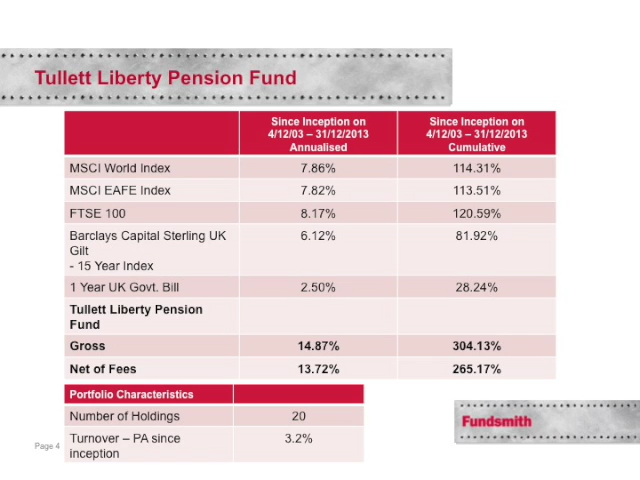 Tullett Liberty Pension Fund
Since Inception on
4/12/03 – 31/12/2013
Annualised
Since Inception on
4/12/03 – 31/12/2013
Cumulative
MSCI World Index 7.86% 114.31%
MSCI EAFE Index 7.82% 113.51%
FTSE 100 8.17% 120.59%
Barclays Capital Sterling UK 6.12% 81.92%
Gilt
- 15 Year Index
1 Year UK Govt. Bill 2.50% 28.24%
Tullett Liberty Pension
Fund
Gross 14.87% 304.13%
Net of Fees 13.72% 265.17%
Portfolio Characteristics
Number of Holdings 20
Turnover – PA since 3.2%
inception
Fundsmith
Page 4